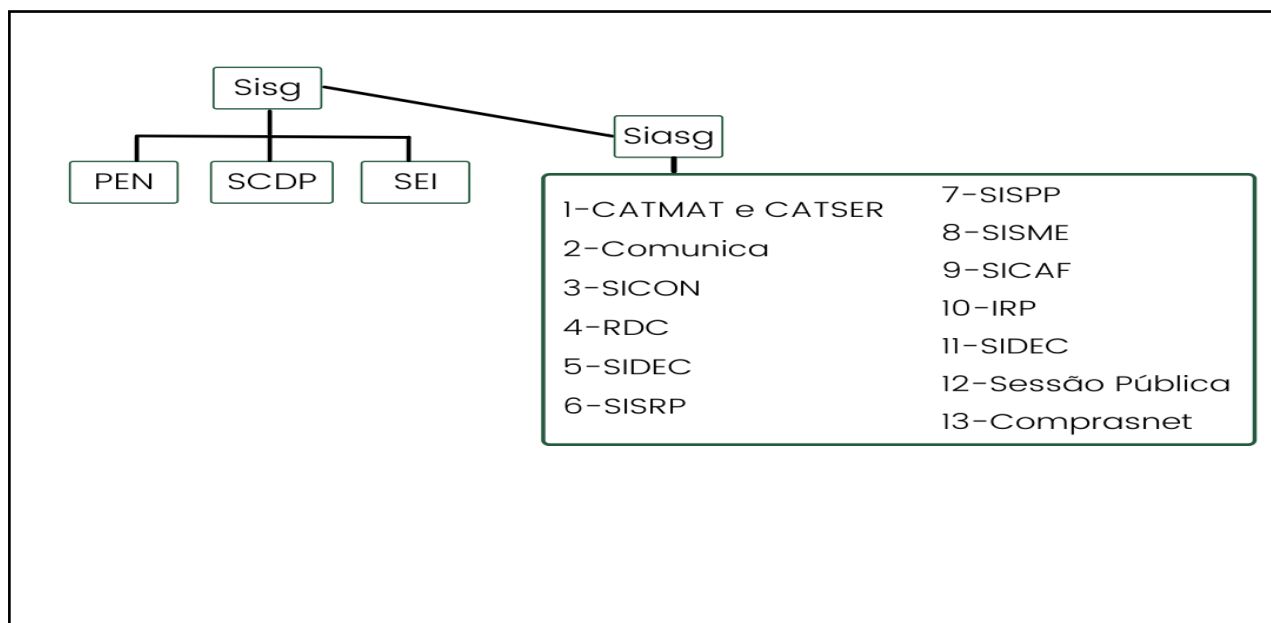 Sisg
Siasg
PEN
SCDP
SEI
1-CATMAT e CATSER
2-Comunica
3-SICON
4-RDC
5-SIDEC
6-SISRP
7-SISPP
8-SISME
9-SICAF
10-IRP
11-SIDEC
12-Sessão Pública
13-Comprasnet